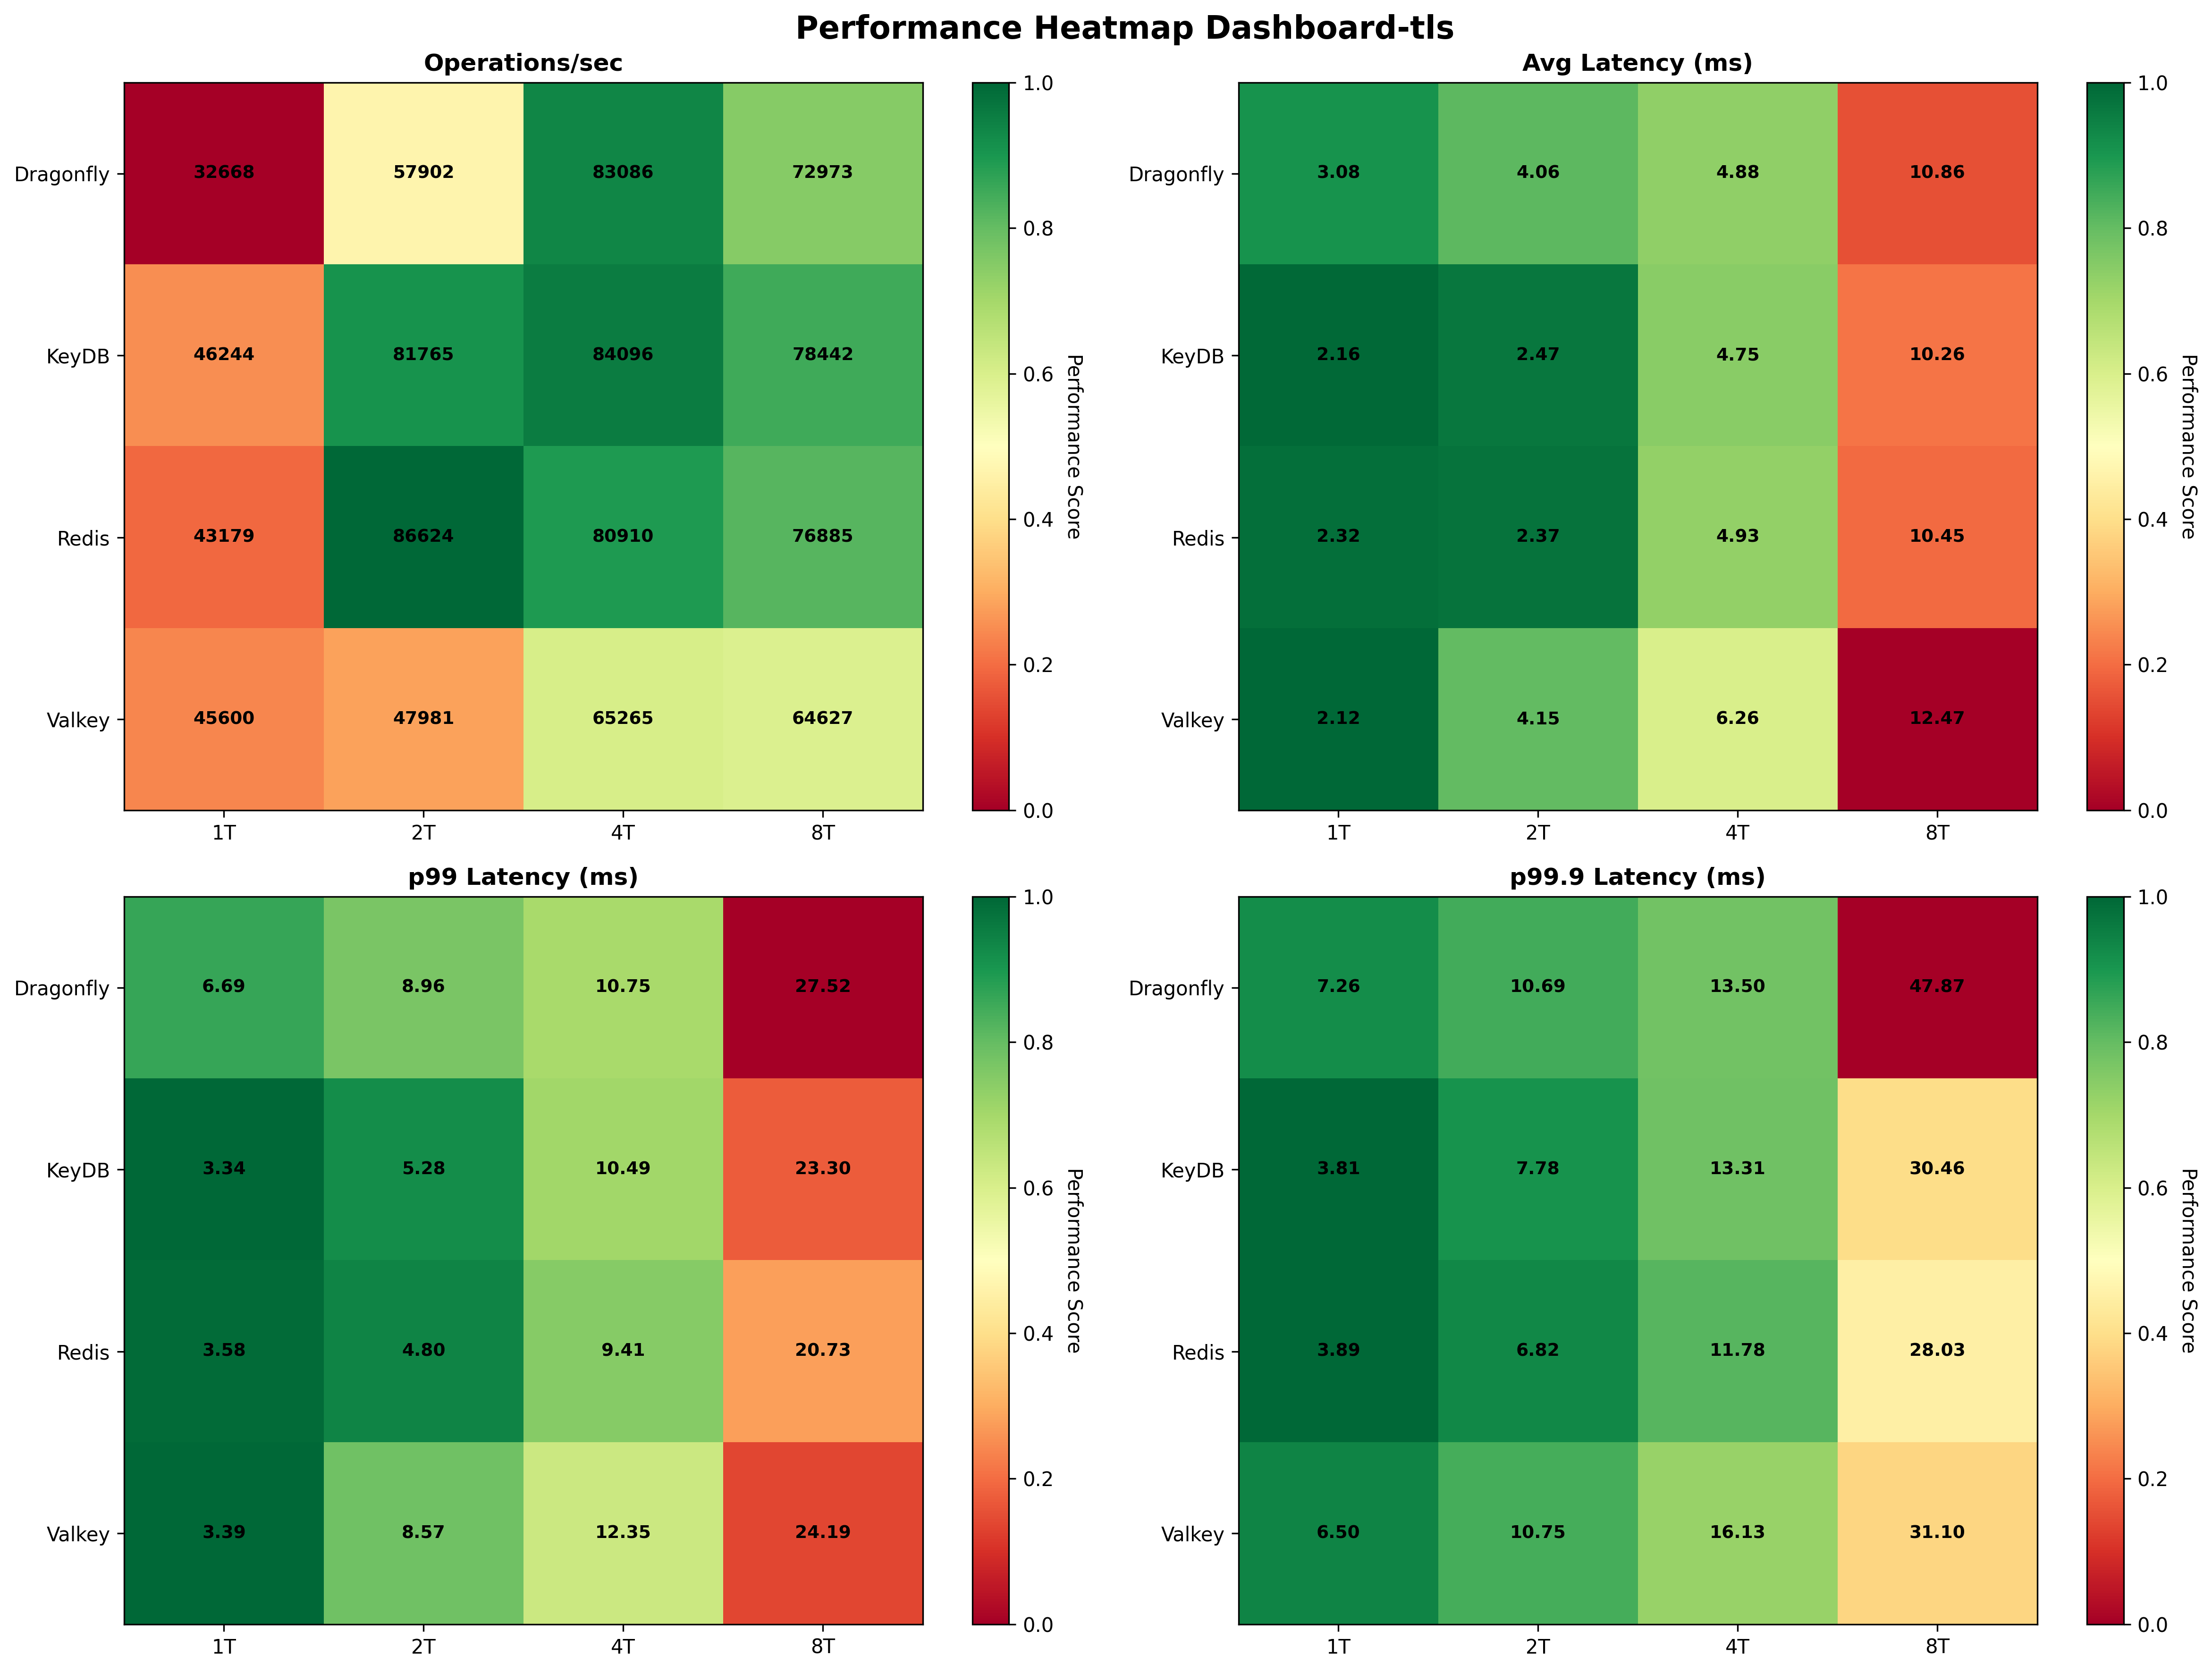 Performance Heatmap Dashboard-tls
Operations/sec
Dragonfly 32668 57902 83086 72973
KeyDB 46244 81765 84096 78442
Redis 43179 86624 80910 76885
Valkey 45600 47981 65265 64627
1T 2T 4T 8T
1.0
0.8
0.6
0.4
0.2
0.0
Performance Score
Avg Latency (ms)
Dragonfly 3.08 4.06 4.88 10.86
KeyDB 2.16 2.47 4.75 10.26
Redis 2.32 2.37 4.93 10.45
Valkey 2.12 4.15 6.26 12.47
1T 2T 4T 8T
1.0
0.8
0.6
0.4
0.2
0.0
Performance Score
p99 Latency (ms)
Dragonfly 6.69 8.96 10.75 27.52
KeyDB 3.34 5.28 10.49 23.30
Redis 3.58 4.80 9.41 20.73
Valkey 3.39 8.57 12.35 24.19
1T 2T 4T 8T
1.0
0.8
0.6
0.4
0.2
0.0
Performance Score
p99.9 Latency (ms)
Dragonfly 7.26 10.69 13.50 47.87
KeyDB 3.81 7.78 13.31 30.46
Redis 3.89 6.82 11.78 28.03
Valkey 6.50 10.75 16.13 31.10
1T 2T 4T 8T
1.0
0.8
0.6
0.4
0.2
0.0
Performance Score